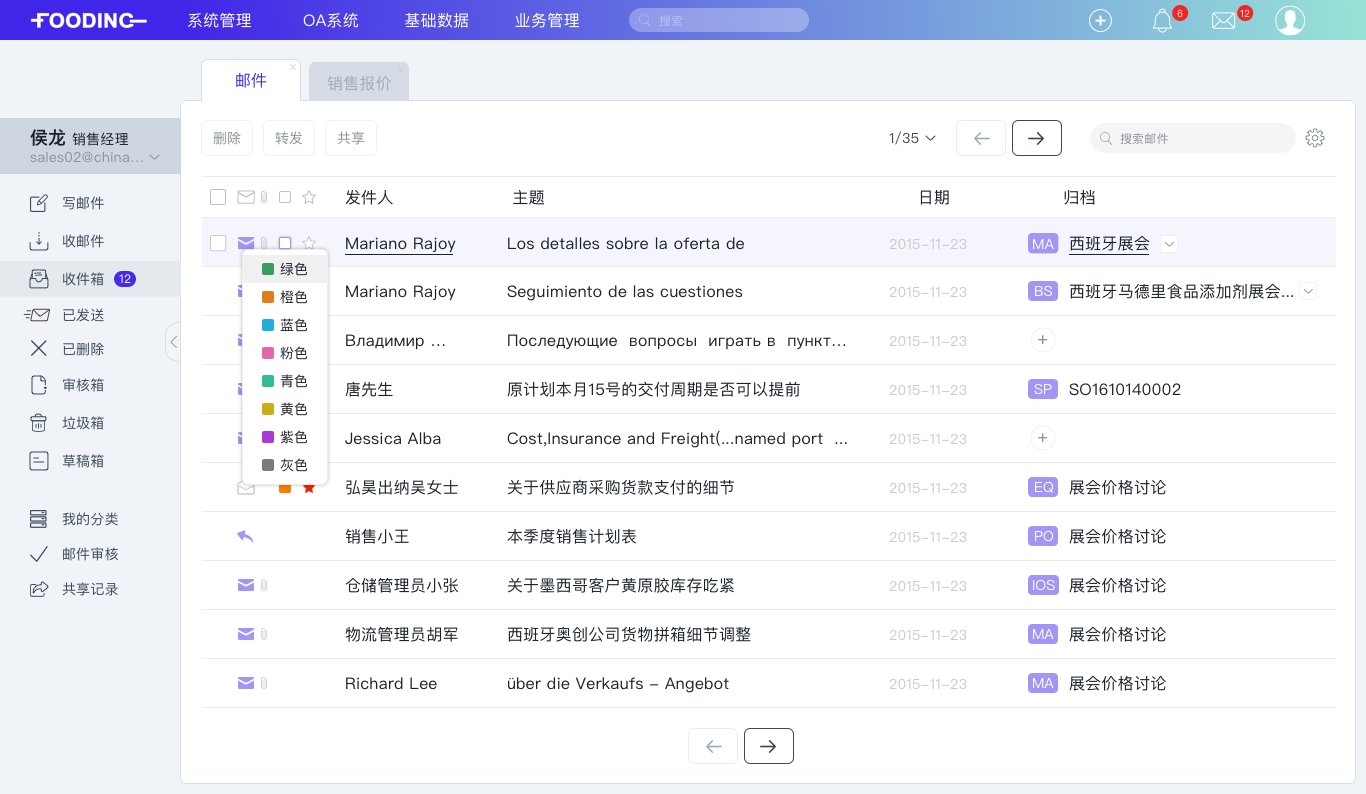 FOODING 系统管理 OA系统 基础数据 业务管理 搜索 6 12
邮件 销售报价
侯龙 销售经理
sales02@china...
写邮件
收邮件
收件箱 12
已发送
已删除
审核箱
垃圾箱
草稿箱
我的分类
邮件审核
共享记录
删除 转发 共享 1/35 搜索邮件
发件人 主题 日期 归档
Mariano Rajoy Los detalles sobre la oferta de 2015-11-23 MA 西班牙展会
Mariano Rajoy Seguimiento de las cuestiones 2015-11-23 BS 西班牙马德里食品添加剂展会...
Владимир ... Последующие вопросы играть в пункт... 2015-11-23
唐先生 原计划本月15号的交付周期是否可以提前 2015-11-23 SP SO1610140002
Jessica Alba Cost,Insurance and Freight(...named port ... 2015-11-23
弘昊出纳吴女士 关于供应商采购货款支付的细节 2015-11-23 EQ 展会价格讨论
销售小王 本季度销售计划表 2015-11-23 PO 展会价格讨论
仓储管理员小张 关于墨西哥客户黄原胶库存吃紧 2015-11-23 IOS 展会价格讨论
物流管理员胡军 西班牙奥创公司货物拼箱细节调整 2015-11-23 MA 展会价格讨论
Richard Lee über die Verkaufs – Angebot 2015-11-23 MA 展会价格讨论
绿色
橙色
蓝色
粉色
青色
黄色
紫色
灰色